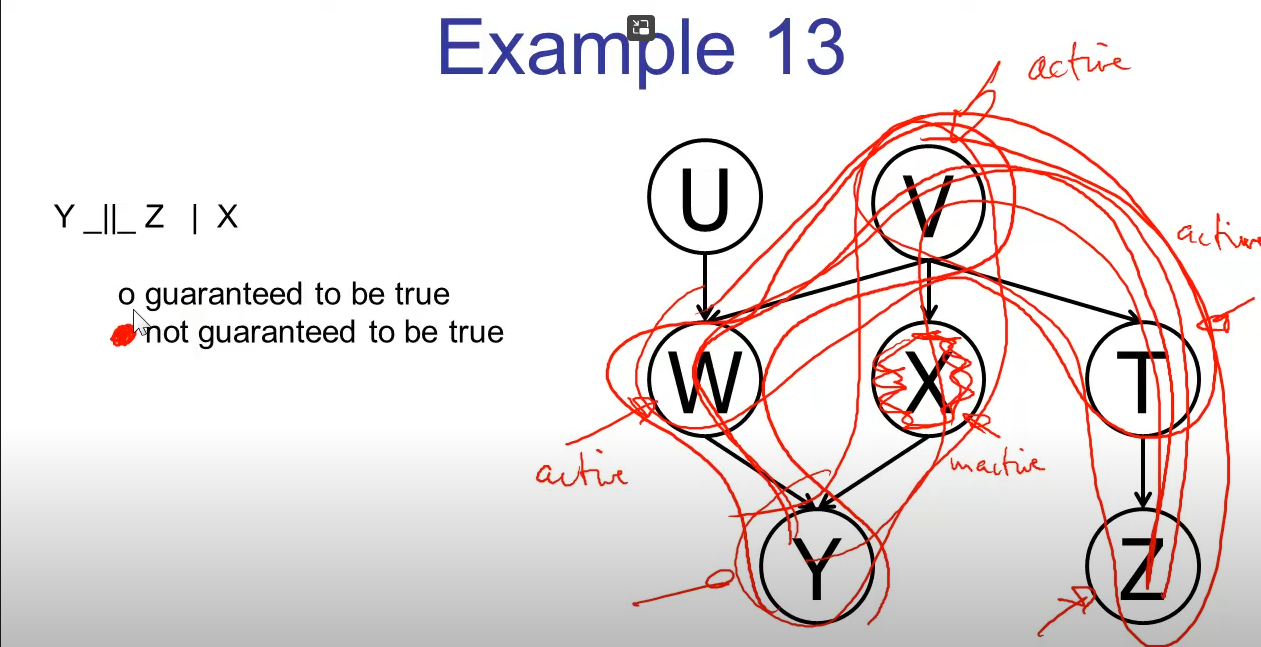 Example 13
active
U
V
Y _||_ Z | X
active
o guaranteed to be true
not guaranteed to be true
W
X
T
active
inactive
Y
Z